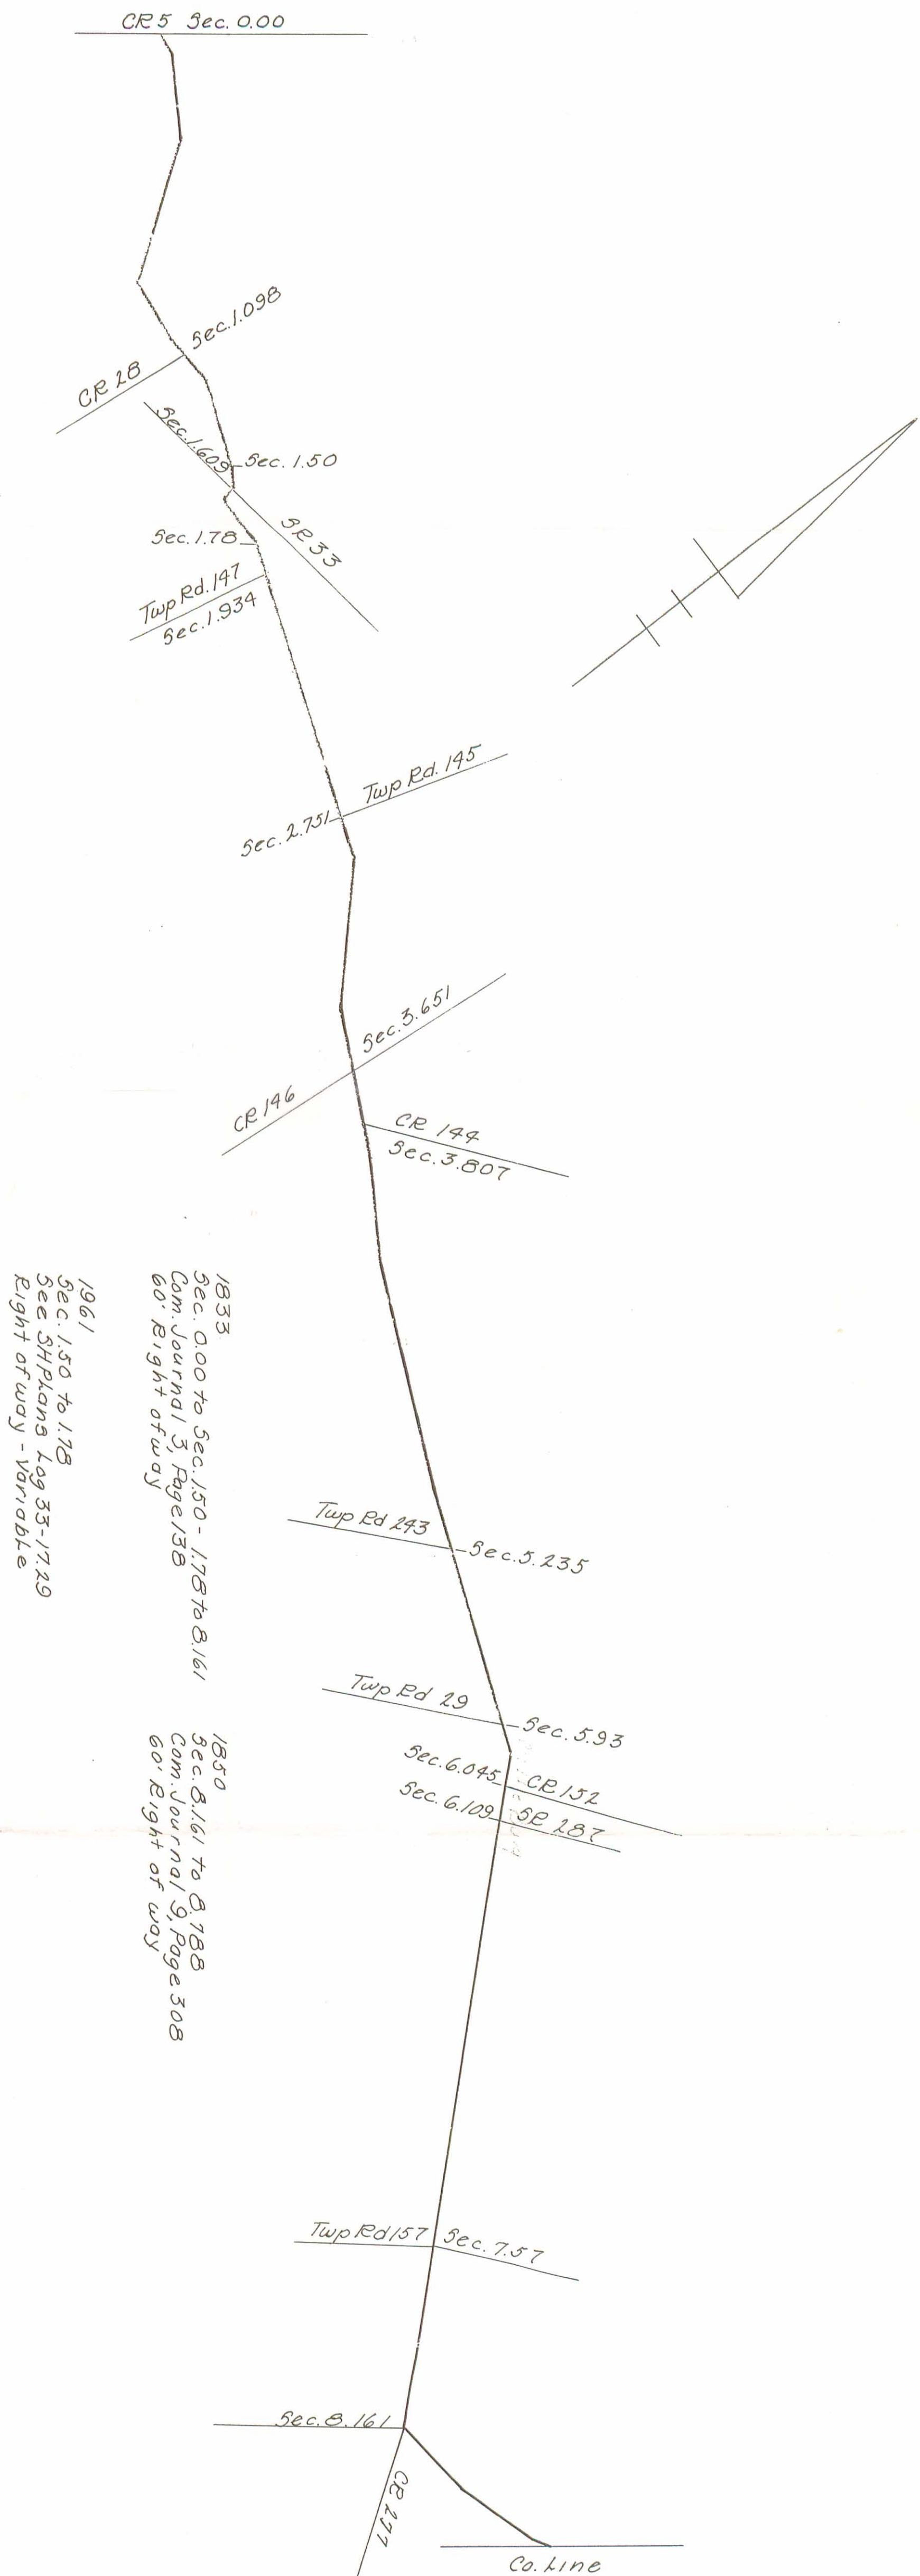 CR 5 Sec. 0.00
Sec. 1.098
CR 28
Sec. 1.609
Sec. 1.50
SR 33
Sec. 1.78
Twp Rd. 147
Sec. 1.934
Twp Rd. 145
Sec. 2.751
Sec. 3.651
CR 146
CR 144
Sec. 3.807
1833
Sec. 0.00 to Sec. 1.50 - 1.78 to 8.161
Com. Journal 3, Page 138
60' Right of way
1961
Sec. 1.50 to 1.78
See SH Plans Log 33-17.29
Right of way - Variable
Twp Rd 243
Sec. 5.235
Twp Rd 29
Sec. 5.93
Sec. 6.045
CR 152
Sec. 6.109
SR 287
1850
Sec. 8.161 to 8.788
Com. Journal 9, Page 308
60' Right of way
Twp Rd 157
Sec. 7.57
Sec. 8.161
CR
Co. Line